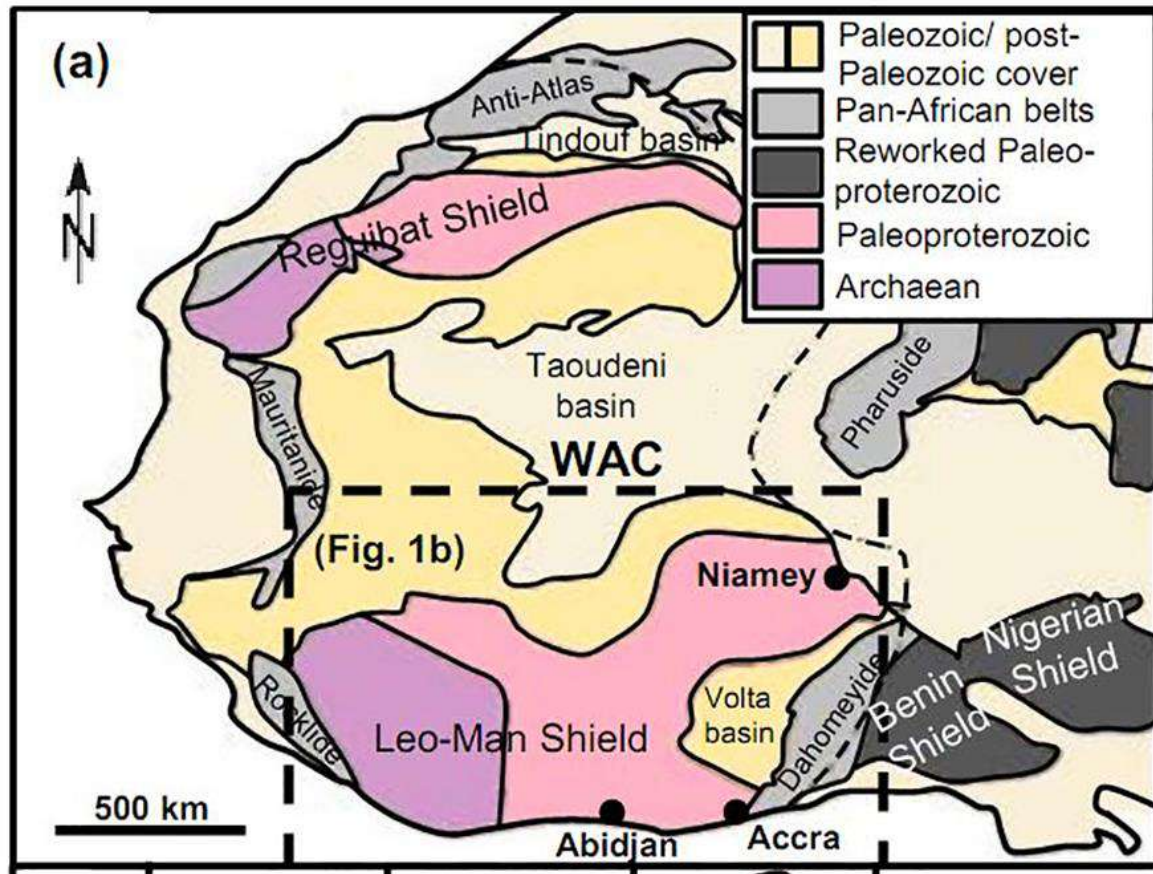 (a)
Paleozoic/ post-
Paleozoic cover
Pan-African belts
Reworked Paleo-
proterozoic
Paleoproterozoic
Archaean
N
Anti-Atlas
Tindouf basin
Reguibat Shield
Taoudeni
basin
WAC
Pharuside
Mauritanide
(Fig. 1b)
Niamey
Nigerian
Shield
Benin
Shield
Volta
basin
Dahomeyide
Rocklide
Leo-Man Shield
500 km
Abidjan
Accra